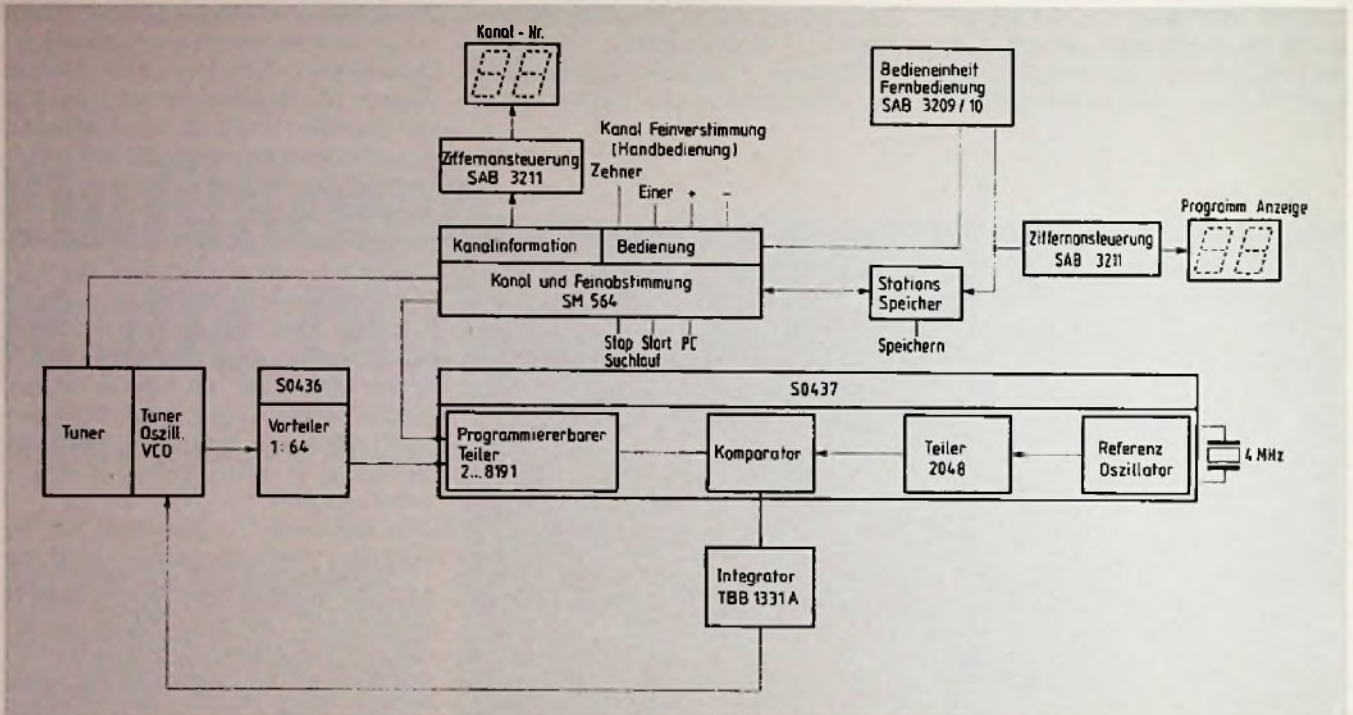 Kanal - Nr.
Bedieneinheit
Fernbedienung
SAB 3209/10
Kanal Feinverstimmung
(Handbedienung)
Zehner
Einer + -
Ziffernansteuerung
SAB 3211
Programm Anzeige
Ziffernansteuerung
SAB 3211
Kanalinformation
Bedienung
Kanal und Feinabstimmung
SM 564
Stations
Speicher
Stop Start PC
Suchlauf
Speichern
S0436
S0437
Tuner
Tuner
Oszill.
VCO
Vorteiler
1:64
Programmiererbarer
Teiler
2...8191
Komparator
Teiler
2048
Referenz
Oszillator
4 MHz
Integrator
TBB 1331 A